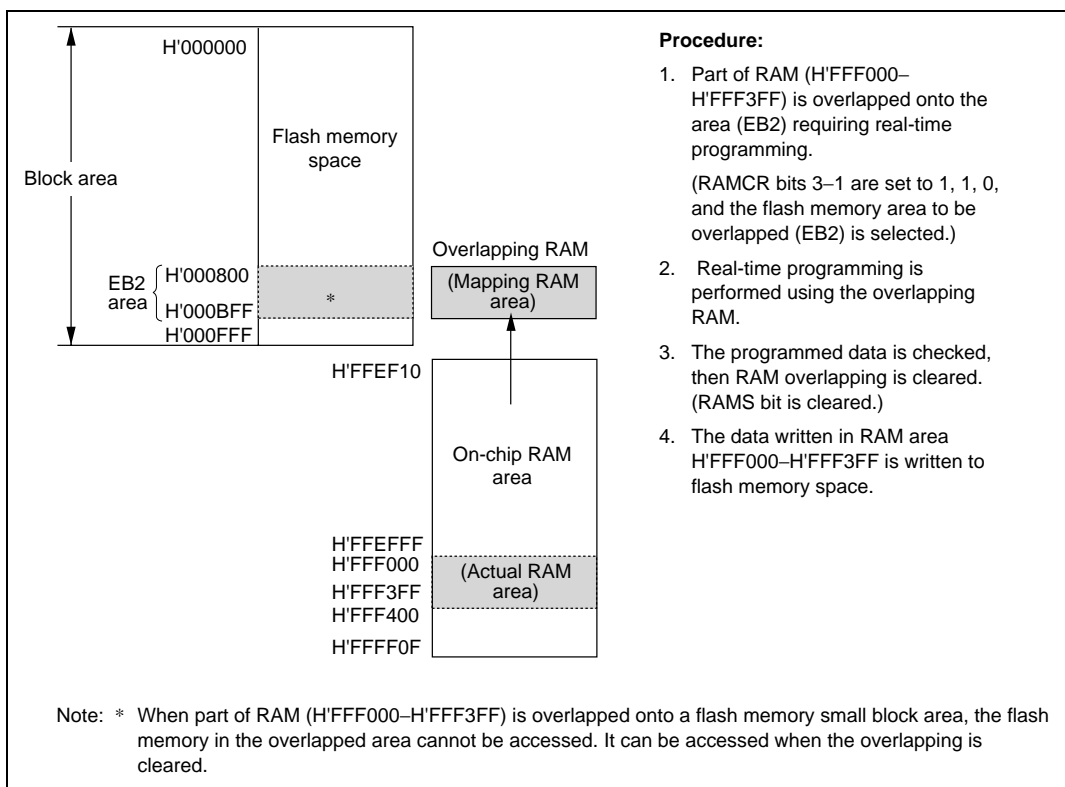 H'000000
Flash memory
space
Block area
EB2
area
H'000800
H'000BFF
H'000FFF
*
Overlapping RAM
(Mapping RAM
area)
H'FFEF10
On-chip RAM
area
H'FFEFFF
H'FFF000
H'FFF3FF
H'FFF400
H'FFFF0F
(Actual RAM
area)
Procedure:
1. Part of RAM (H'FFF000–
H'FFF3FF) is overlapped onto the
area (EB2) requiring real-time
programming.
(RAMCR bits 3–1 are set to 1, 1, 0,
and the flash memory area to be
overlapped (EB2) is selected.)
2. Real-time programming is
performed using the overlapping
RAM.
3. The programmed data is checked,
then RAM overlapping is cleared.
(RAMS bit is cleared.)
4. The data written in RAM area
H'FFF000–H'FFF3FF is written to
flash memory space.
Note: * When part of RAM (H'FFF000–H'FFF3FF) is overlapped onto a flash memory small block area, the flash
memory in the overlapped area cannot be accessed. It can be accessed when the overlapping is
cleared.